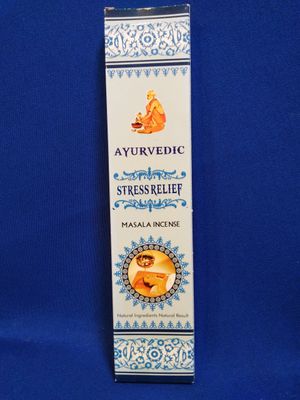 AYURVEDIC
STRESS RELIEF
MASALA INCENSE
Natural Ingredients Natural Result